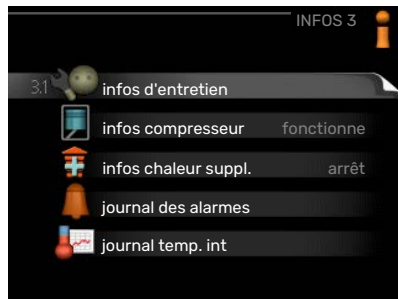 INFOS 3
3.1 infos d'entretien
infos compresseur fonctionne
infos chaleur suppl. arrêt
journal des alarmes
journal temp. int